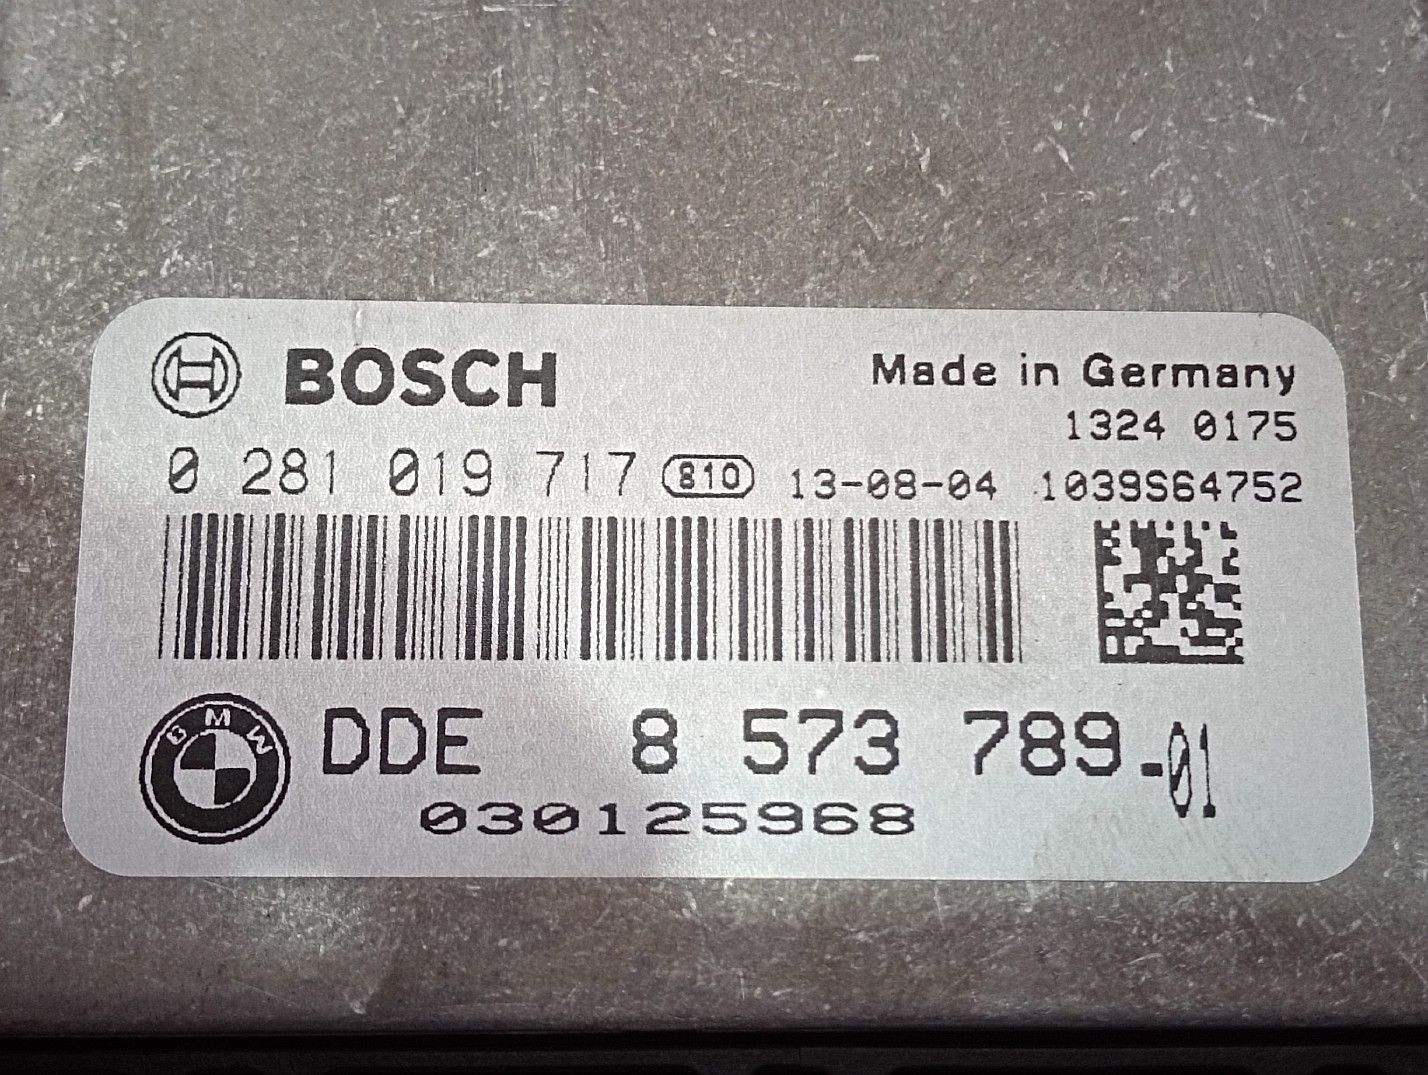 BOSCH
Made in Germany
1324 0175
0 281 019 717 810 13-08-04 1039S64752
BMW
DDE 8 573 789-01
030125968